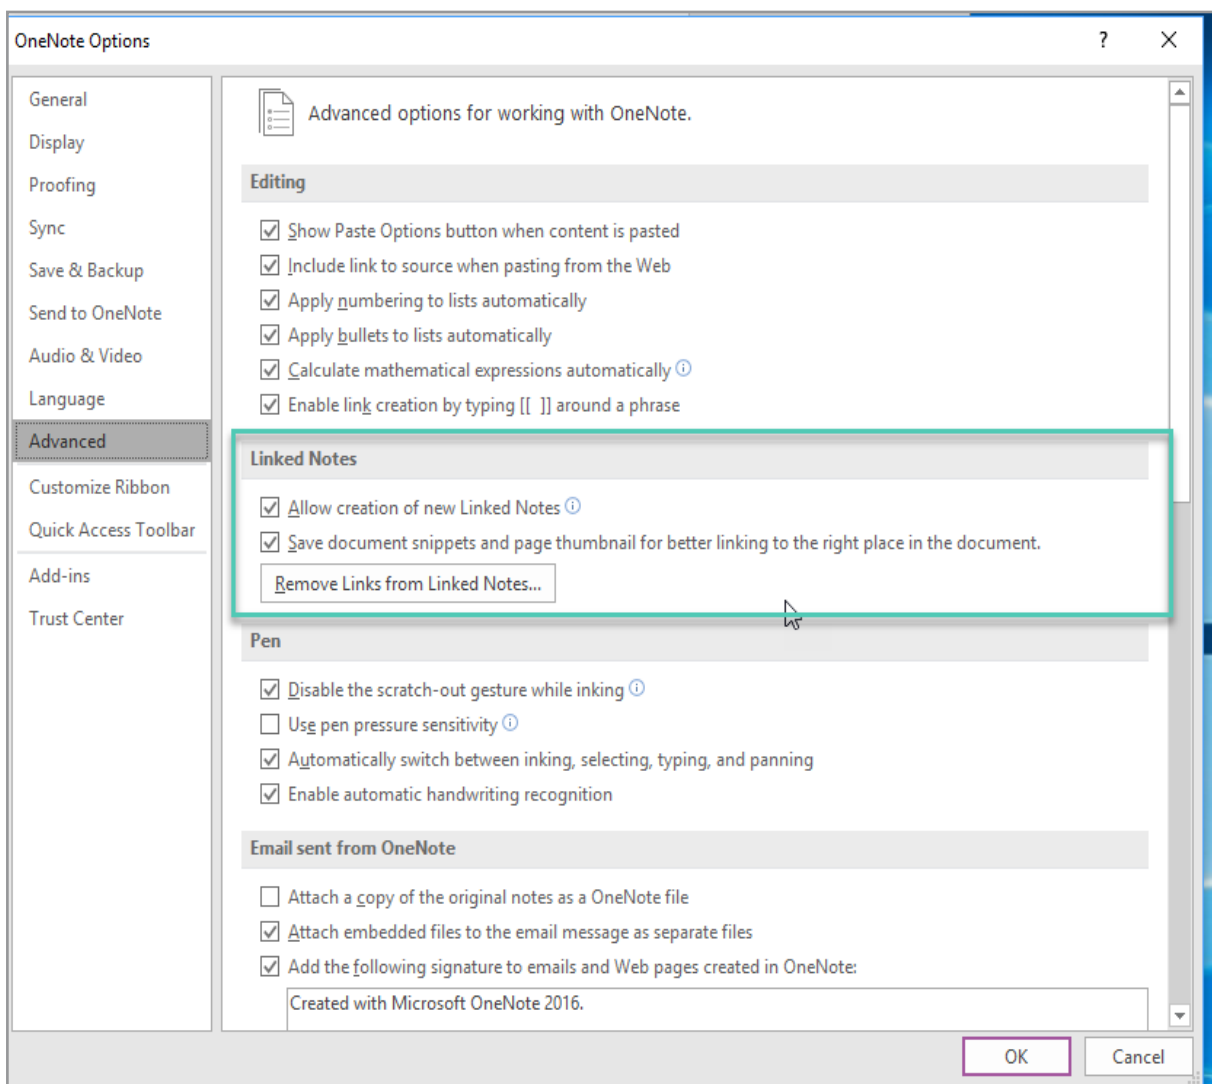 OneNote Options
?
General
Display
Proofing
Sync
Save & Backup
Send to OneNote
Audio & Video
Language
Advanced
Customize Ribbon
Quick Access Toolbar
Add-ins
Trust Center
Advanced options for working with OneNote.
Editing
Show Paste Options button when content is pasted
Include link to source when pasting from the Web
Apply numbering to lists automatically
Apply bullets to lists automatically
Calculate mathematical expressions automatically
Enable link creation by typing [[ ]] around a phrase
Linked Notes
Allow creation of new Linked Notes
Save document snippets and page thumbnail for better linking to the right place in the document.
Remove Links from Linked Notes...
Pen
Disable the scratch-out gesture while inking
Use pen pressure sensitivity
Automatically switch between inking, selecting, typing, and panning
Enable automatic handwriting recognition
Email sent from OneNote
Attach a copy of the original notes as a OneNote file
Attach embedded files to the email message as separate files
Add the following signature to emails and Web pages created in OneNote:
Created with Microsoft OneNote 2016.
OK
Cancel